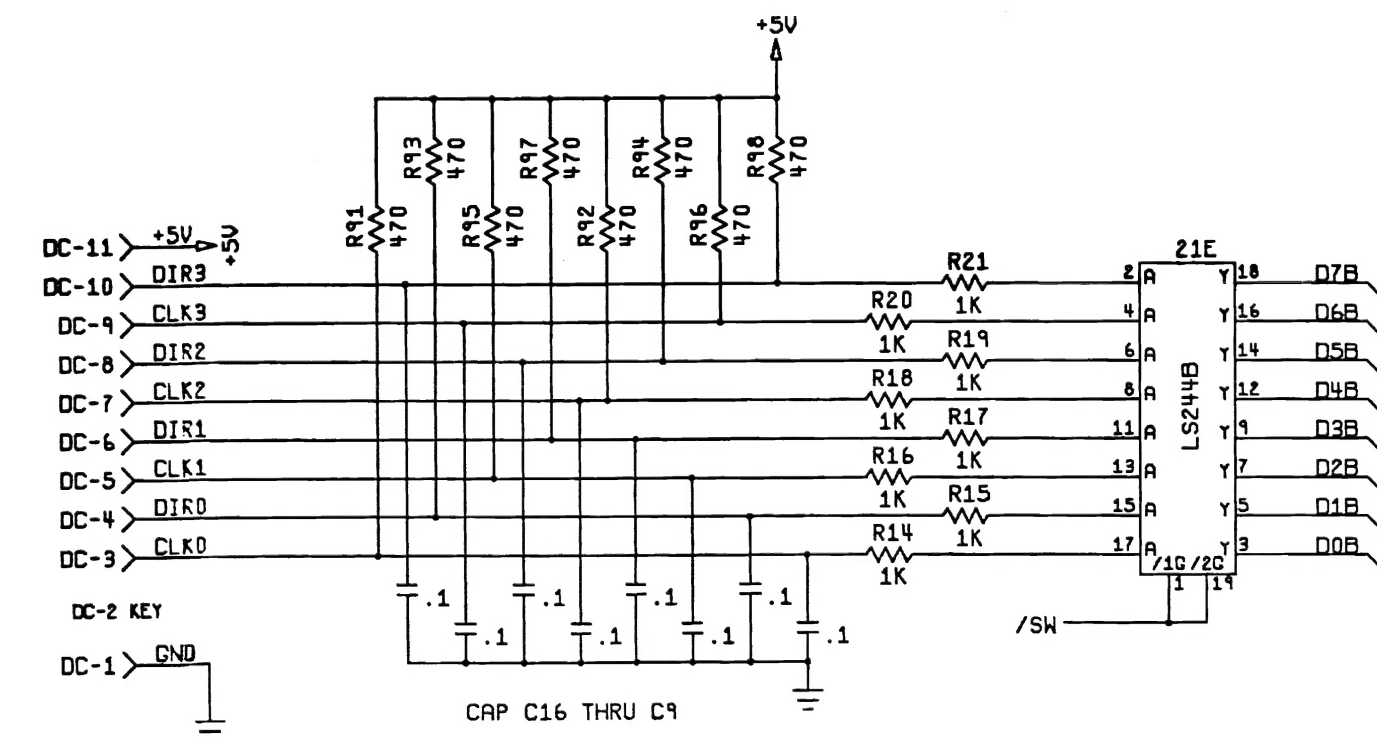 +5V
R93 470
R97 470
R94 470
R98 470
R91 470
R95 470
R92 470
R96 470
DC-11 +5V +5V
DC-10 DIR3
DC-9 CLK3
DC-8 DIR2
DC-7 CLK2
DC-6 DIR1
DC-5 CLK1
DC-4 DIR0
DC-3 CLK0
DC-2 KEY
DC-1 GND
R21 1K
R20 1K
R19 1K
R18 1K
R17 1K
R16 1K
R15 1K
R14 1K
21E
LS244B
2 A Y 18 D7B
4 A Y 16 D6B
6 A Y 14 D5B
8 A Y 12 D4B
11 A Y 9 D3B
13 A Y 7 D2B
15 A Y 5 D1B
17 A Y 3 D0B
/1G /2G
1 19
/SW
.1 .1 .1 .1
.1 .1 .1 .1
CAP C16 THRU C9